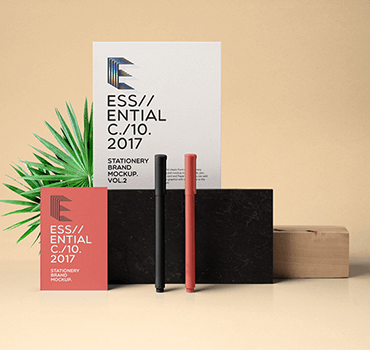 ESS//
ENTIAL
C./10.
2017
STATIONERY
BRAND
MOCKUP.
VOL.2
ESS//
ENTIAL
C./10.
2017
STATIONERY
BRAND
MOCKUP.